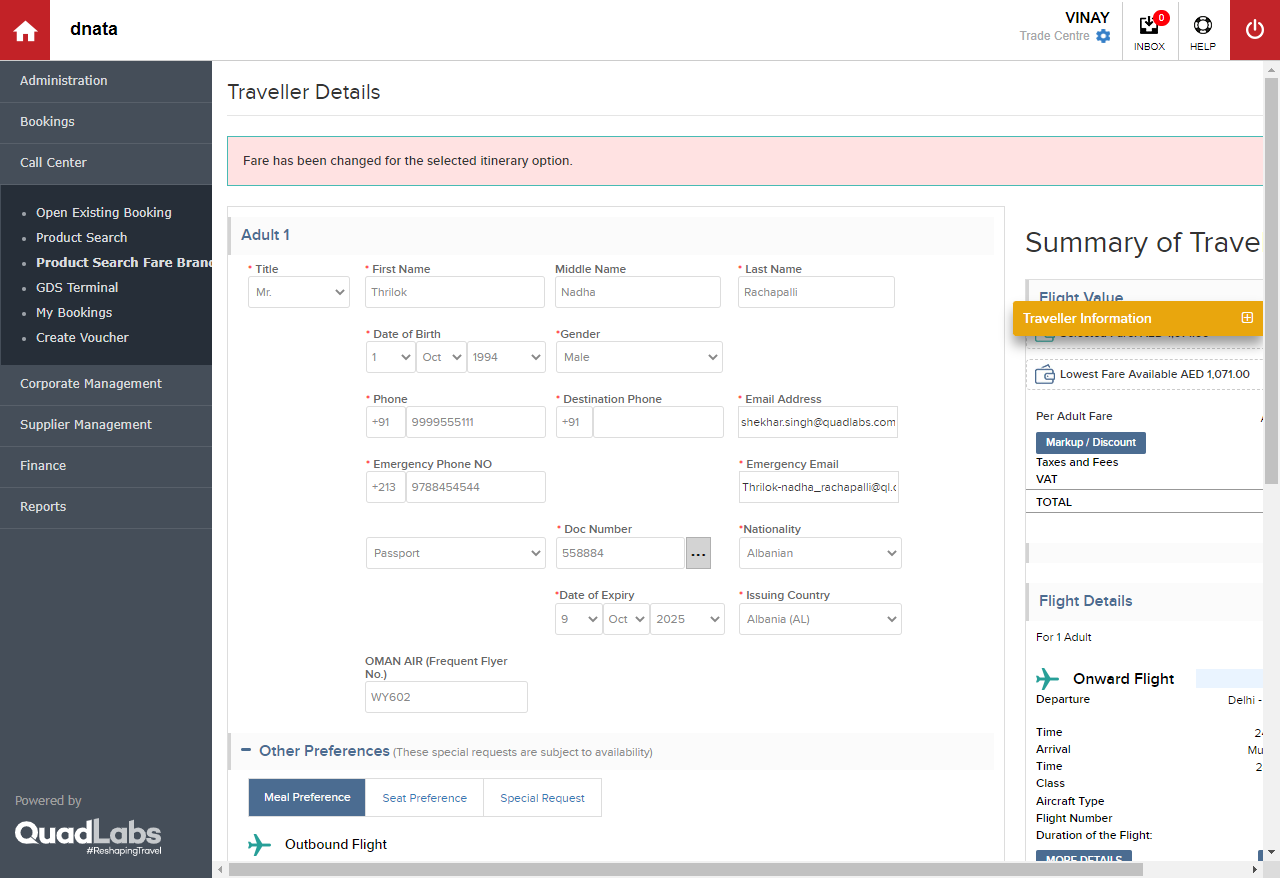 dnata
VINAY
Trade Centre
0
INBOX
HELP
Administration
Bookings
Call Center
Open Existing Booking
Product Search
Product Search Fare Bran
GDS Terminal
My Bookings
Create Voucher
Corporate Management
Supplier Management
Finance
Reports
Powered by
QuadLabs
#ReshapingTravel
Traveller Details
Fare has been changed for the selected itinerary option.
Adult 1
* Title
* First Name
Middle Name
* Last Name
Mr.
Thrilok
Nadha
Rachapalli
* Date of Birth
*Gender
1
Oct
1994
Male
* Phone
* Destination Phone
* Email Address
+91
9999555111
+91
shekhar.singh@quadlabs.com
* Emergency Phone NO
* Emergency Email
+213
9788454544
Thrilok-nadha_rachapalli@ql.c
* Doc Number
*Nationality
Passport
558884
...
Albanian
*Date of Expiry
* Issuing Country
9
Oct
2025
Albania (AL)
OMAN AIR (Frequent Flyer
No.)
WY602
Other Preferences (These special requests are subject to availability)
Meal Preference
Seat Preference
Special Request
Outbound Flight
Summary of Trave
Flight Value
Traveller Information
Lowest Fare Available AED 1,071.00
Per Adult Fare
Markup / Discount
Taxes and Fees
VAT
TOTAL
Flight Details
For 1 Adult
Onward Flight
Departure
Delhi -
Time
24
Arrival
Mu
Time
2
Class
Aircraft Type
Flight Number
Duration of the Flight:
MORE DETAILS